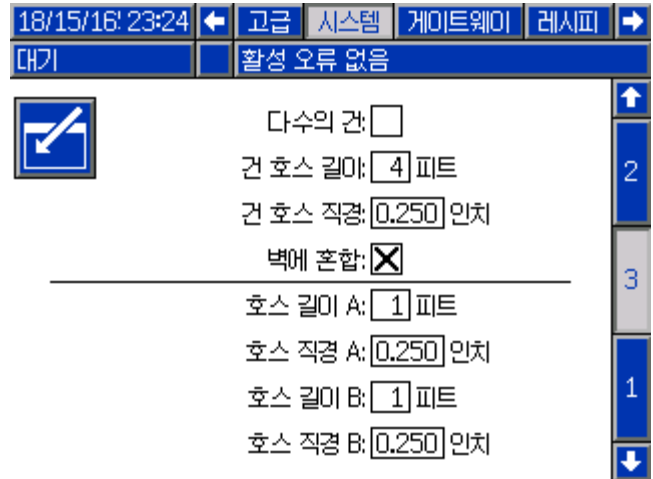 18/15/16! 23:24 고급 시스템 게이트웨이 레시피
대기 활성 오류 없음
다수의 건:
건 호스 길이: 4 피트
2
건 호스 직경: 0.250 인치
벽에 혼합:
3
호스 길이 A: 1 피트
호스 직경 A: 0.250 인치
호스 길이 B: 1 피트
1
호스 직경 B: 0.250 인치